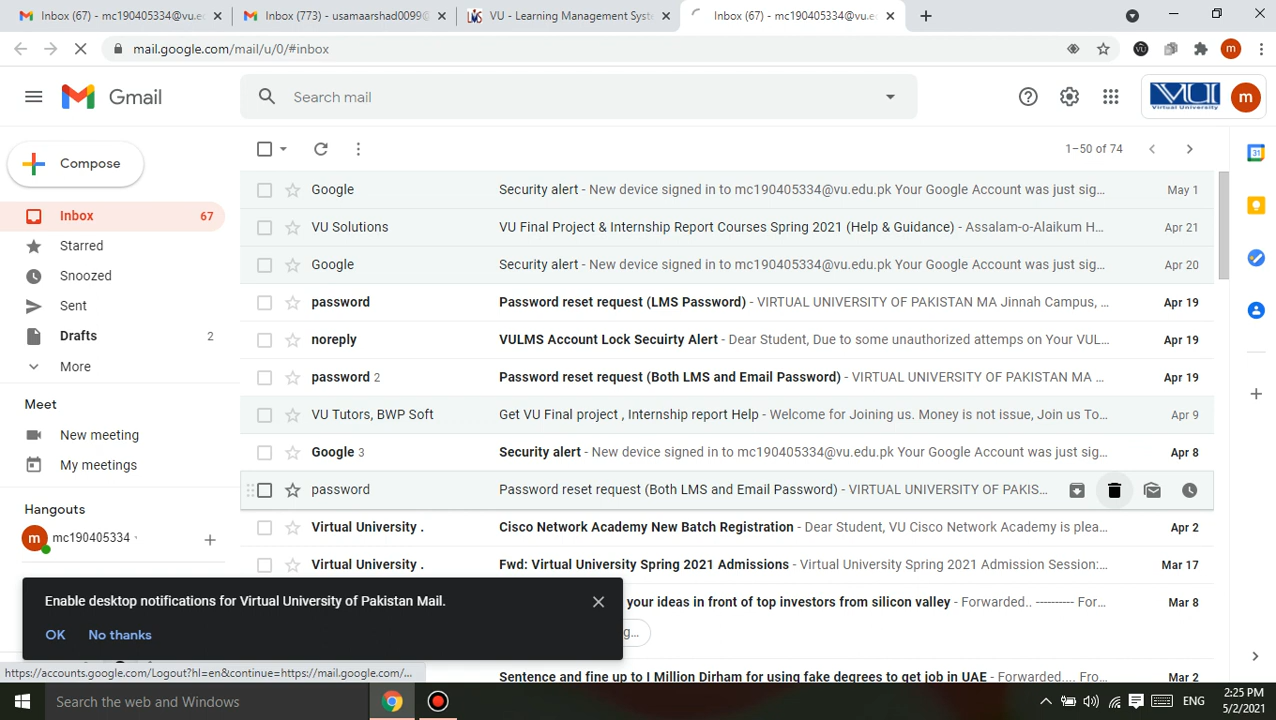 Inbox (67) - mc190405334@vu.e
Inbox (773) - usamaarshad0099@
VU - Learning Management Syst
Inbox (67) - mc190405334@vu.ed
mail.google.com/mail/u/0/#inbox
m
Gmail
Search mail
VU
Virtual University
m
Compose
1–50 of 74
31
Inbox 67
Starred
Snoozed
Sent
Drafts 2
More
Meet
New meeting
My meetings
Hangouts
m mc190405334
Google Security alert - New device signed in to mc190405334@vu.edu.pk Your Google Account was just sig... May 1
VU Solutions VU Final Project & Internship Report Courses Spring 2021 (Help & Guidance) - Assalam-o-Alaikum H... Apr 21
Google Security alert - New device signed in to mc190405334@vu.edu.pk Your Google Account was just sig... Apr 20
password Password reset request (LMS Password) - VIRTUAL UNIVERSITY OF PAKISTAN MA Jinnah Campus, ... Apr 19
noreply VULMS Account Lock Secuirty Alert - Dear Student, Due to some unauthorized attemps on Your VUL... Apr 19
password 2 Password reset request (Both LMS and Email Password) - VIRTUAL UNIVERSITY OF PAKISTAN MA ... Apr 19
VU Tutors, BWP Soft Get VU Final project , Internship report Help - Welcome for Joining us. Money is not issue, Join us To... Apr 9
Google 3 Security alert - New device signed in to mc190405334@vu.edu.pk Your Google Account was just sig... Apr 8
password Password reset request (Both LMS and Email Password) - VIRTUAL UNIVERSITY OF PAKIS...
Virtual University . Cisco Network Academy New Batch Registration - Dear Student, VU Cisco Network Academy is plea... Apr 2
Virtual University . Fwd: Virtual University Spring 2021 Admissions - Virtual University Spring 2021 Admission Session:... Mar 17
your ideas in front of top investors from silicon valley - Forwarded.. ---------- For... Mar 8
g...
Sentence and fine up to I Million Dirham for using fake degrees to get job in UAE - Forwarded.... Fro... Mar 2
Enable desktop notifications for Virtual University of Pakistan Mail.
OK No thanks
https://accounts.google.com/Logout?hl=en&continue=https://mail.google.com/...
Search the web and Windows
ENG
2:25 PM
5/2/2021